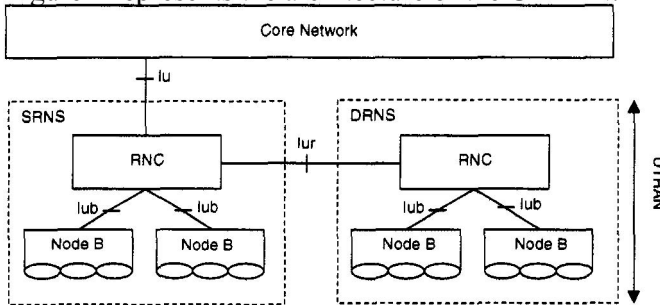 Core Network
Iu
SRNS
DRNS
RNC
Iur
RNC
Iub
Iub
Iub
Iub
Node B
Node B
Node B
Node B
UTRAN